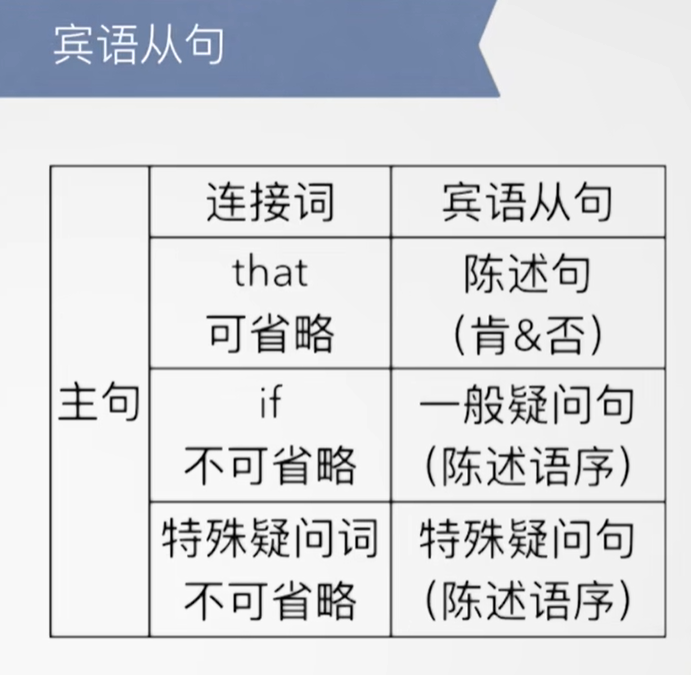 宾语从句
主句
连接词
宾语从句
that
可省略
陈述句
(肯&否)
if
不可省略
一般疑问句
(陈述语序)
特殊疑问词
不可省略
特殊疑问句
(陈述语序)